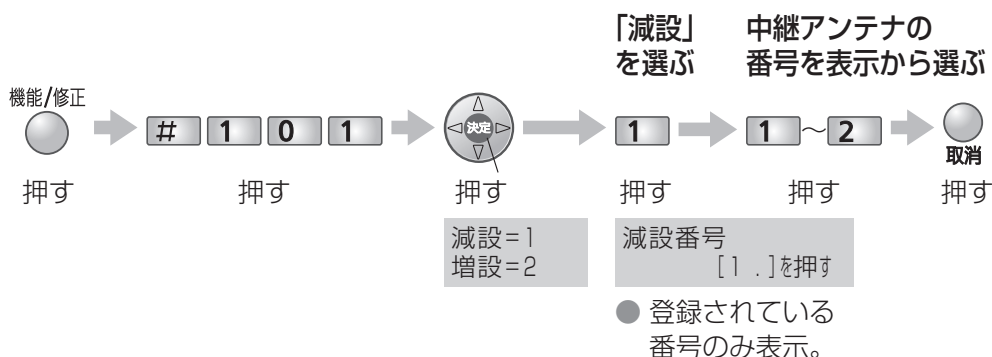 「減設」
を選ぶ
中継アンテナの
番号を表示から選ぶ
機能/修正
# 1 0 1
決定
1
1 ～ 2
取消
押す
押す
押す
押す
押す
押す
減設=1
増設=2
減設番号
[1 .]を押す
● 登録されている
番号のみ表示。